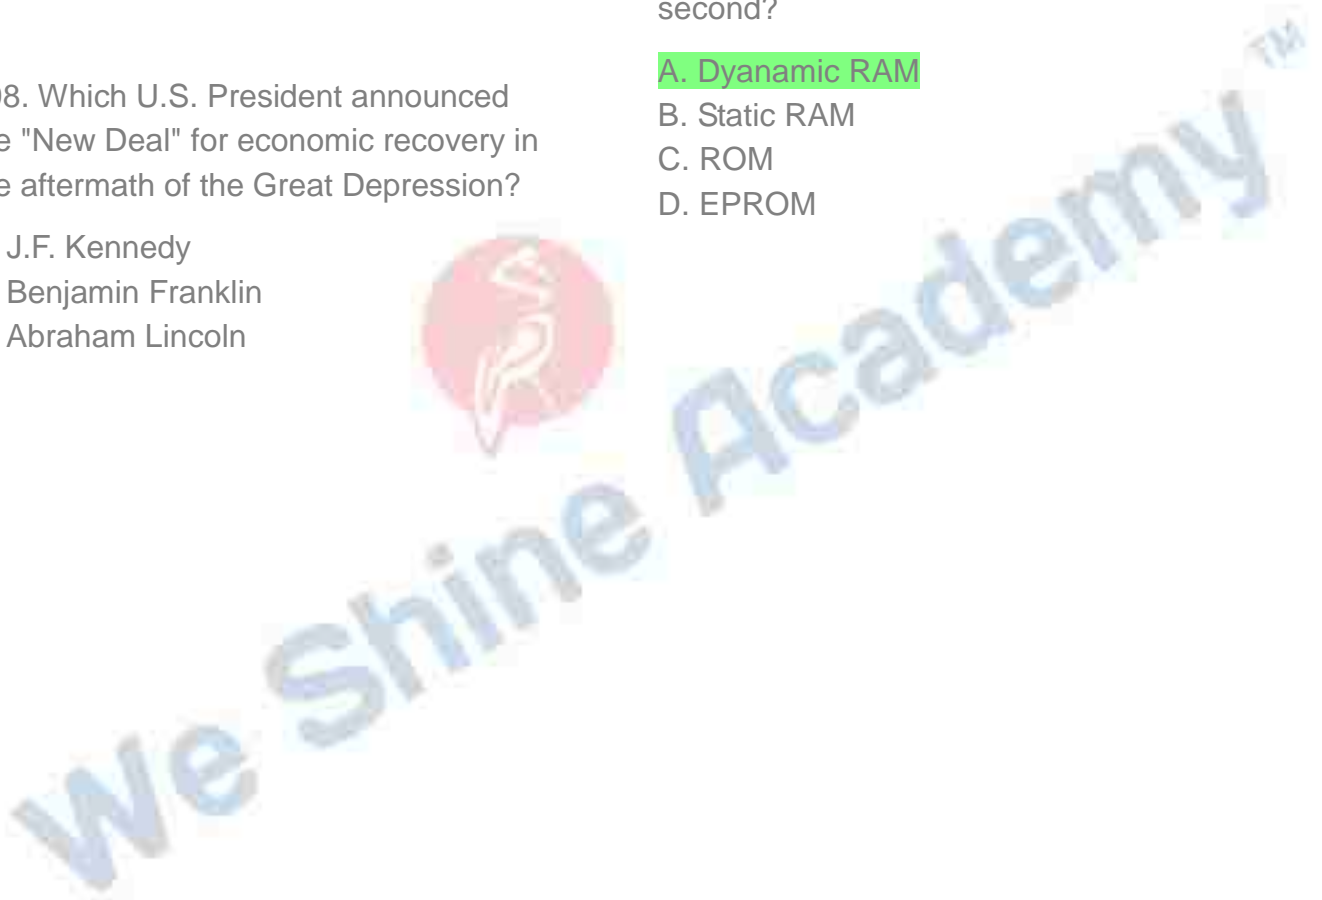 98. Which U.S. President announced
e "New Deal" for economic recovery in
e aftermath of the Great Depression?
J.F. Kennedy
Benjamin Franklin
Abraham Lincoln
second?
A. Dyanamic RAM
B. Static RAM
C. ROM
D. EPROM
We Shine Academy TM